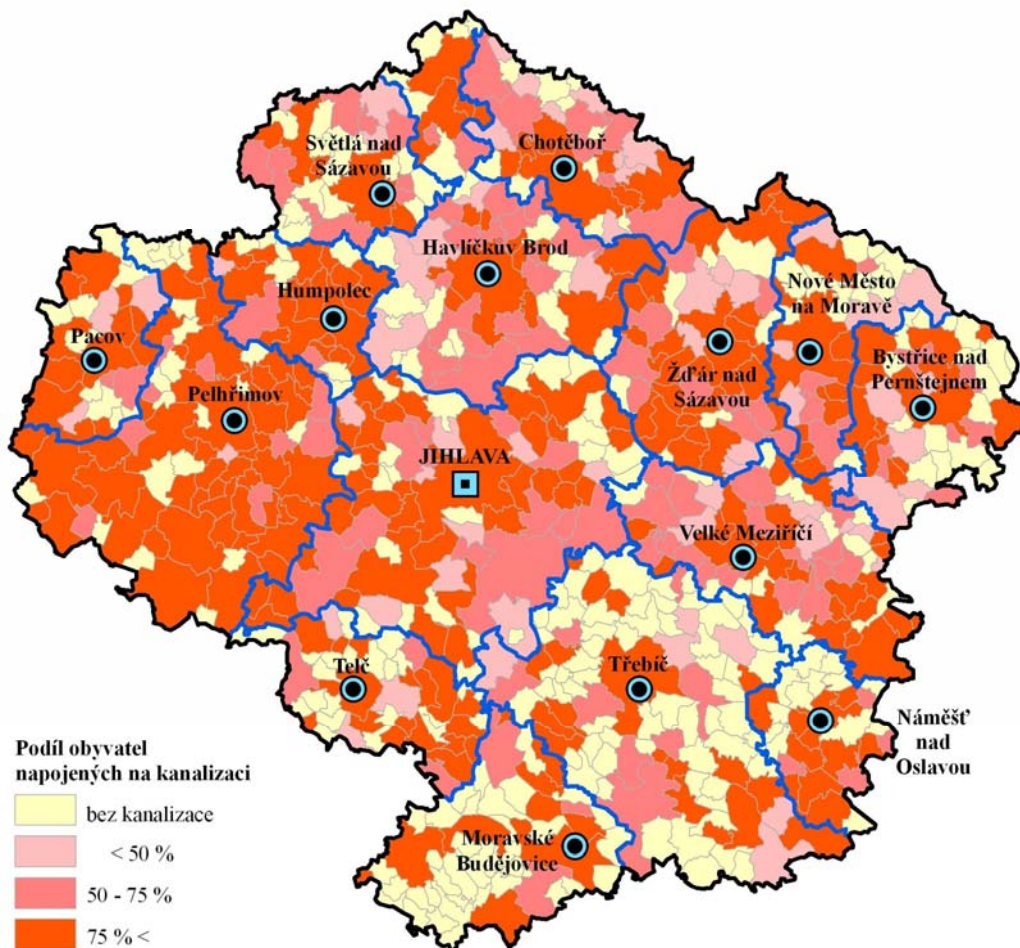 Světlá nad
Sázavou
Chotěboř
Havlíčkuv Brod
Humpolec
Nové Město
na Moravě
Pacov
Žďár nad
Sázavou
Bystřice nad
Pernštejnem
Pelhřimov
JIHLAVA
Velké Meziříčí
Telč
Třebíč
Náměšť
nad
Oslavou
Moravské
Budějovice
Podíl obyvatel
napojených na kanalizaci
bez kanalizace
< 50 %
50 - 75 %
75 % <